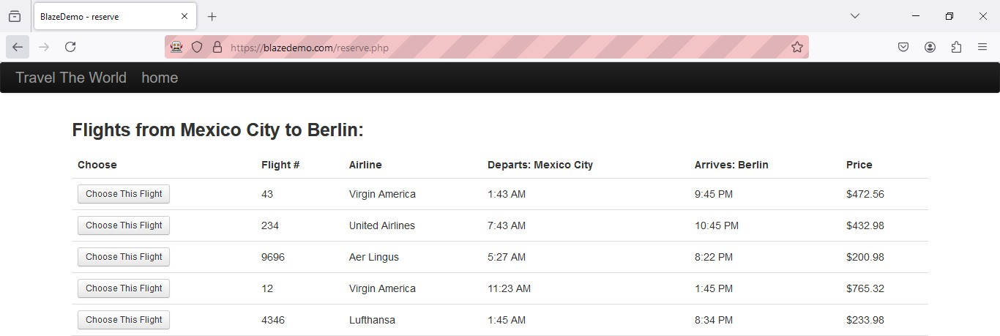 BlazeDemo - reserve
https://blazedemo.com/reserve.php
Travel The World home
Flights from Mexico City to Berlin:
Choose Flight # Airline Departs: Mexico City Arrives: Berlin Price
Choose This Flight 43 Virgin America 1:43 AM 9:45 PM $472.56
Choose This Flight 234 United Airlines 7:43 AM 10:45 PM $432.98
Choose This Flight 9696 Aer Lingus 5:27 AM 8:22 PM $200.98
Choose This Flight 12 Virgin America 11:23 AM 1:45 PM $765.32
Choose This Flight 4346 Lufthansa 1:45 AM 8:34 PM $233.98